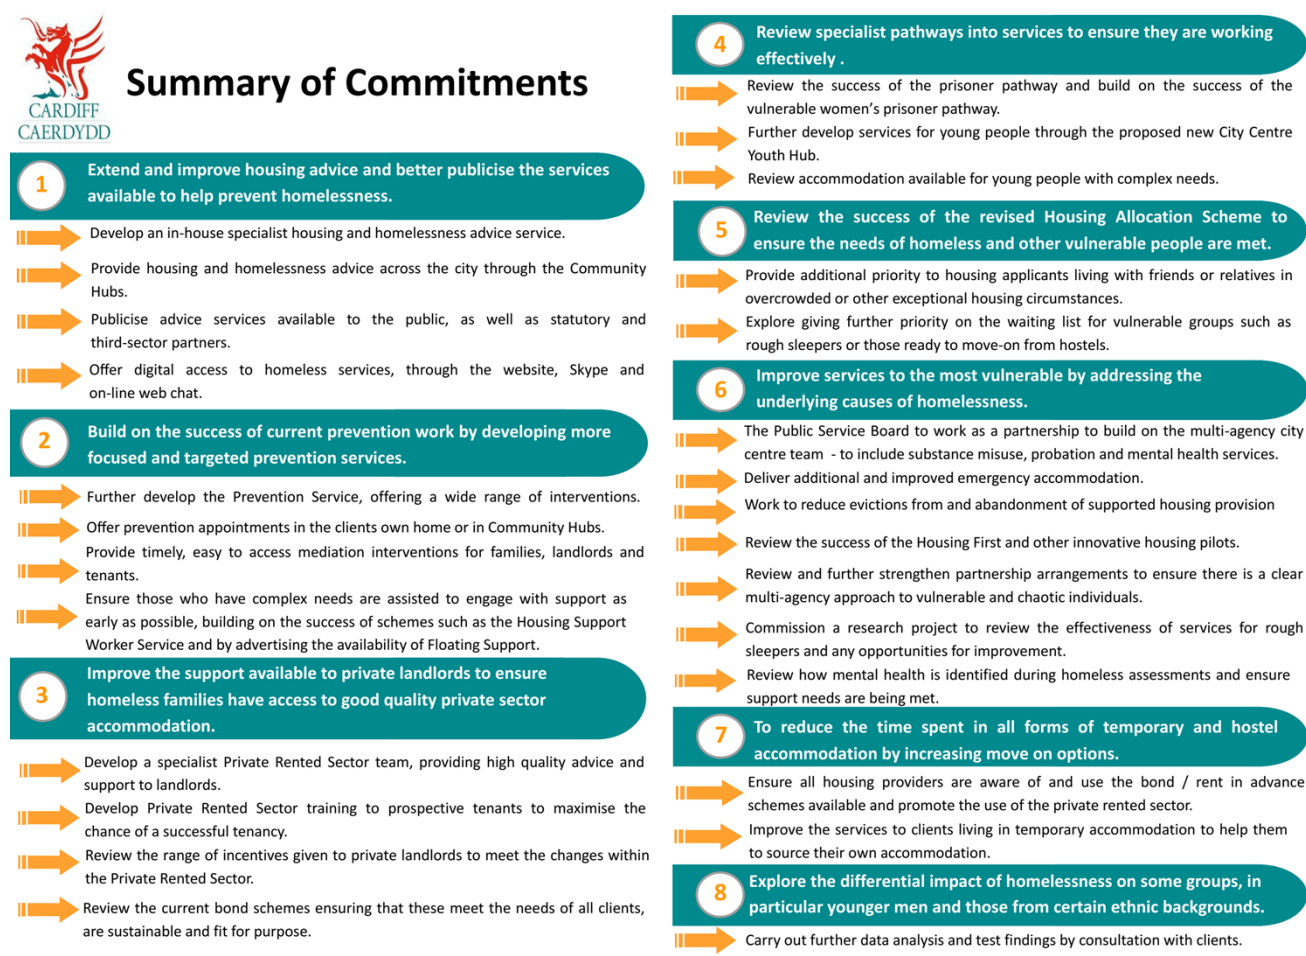 CARDIFF
CAERDYDD
Summary of Commitments
1
Extend and improve housing advice and better publicise the services
available to help prevent homelessness.
Develop an in-house specialist housing and homelessness advice service.
Provide housing and homelessness advice across the city through the Community
Hubs.
Publicise advice services available to the public, as well as statutory and
third-sector partners.
Offer digital access to homeless services, through the website, Skype and
on-line web chat.
2
Build on the success of current prevention work by developing more
focused and targeted prevention services.
Further develop the Prevention Service, offering a wide range of interventions.
Offer prevention appointments in the clients own home or in Community Hubs.
Provide timely, easy to access mediation interventions for families, landlords and
tenants.
Ensure those who have complex needs are assisted to engage with support as
early as possible, building on the success of schemes such as the Housing Support
Worker Service and by advertising the availability of Floating Support.
3
Improve the support available to private landlords to ensure
homeless families have access to good quality private sector
accommodation.
Develop a specialist Private Rented Sector team, providing high quality advice and
support to landlords.
Develop Private Rented Sector training to prospective tenants to maximise the
chance of a successful tenancy.
Review the range of incentives given to private landlords to meet the changes within
the Private Rented Sector.
Review the current bond schemes ensuring that these meet the needs of all clients,
are sustainable and fit for purpose.
4
Review specialist pathways into services to ensure they are working
effectively .
Review the success of the prisoner pathway and build on the success of the
vulnerable women's prisoner pathway.
Further develop services for young people through the proposed new City Centre
Youth Hub.
Review accommodation available for young people with complex needs.
5
Review the success of the revised Housing Allocation Scheme to
ensure the needs of homeless and other vulnerable people are met.
Provide additional priority to housing applicants living with friends or relatives in
overcrowded or other exceptional housing circumstances.
Explore giving further priority on the waiting list for vulnerable groups such as
rough sleepers or those ready to move-on from hostels.
6
Improve services to the most vulnerable by addressing the
underlying causes of homelessness.
The Public Service Board to work as a partnership to build on the multi-agency city
centre team - to include substance misuse, probation and mental health services.
Deliver additional and improved emergency accommodation.
Work to reduce evictions from and abandonment of supported housing provision
Review the success of the Housing First and other innovative housing pilots.
Review and further strengthen partnership arrangements to ensure there is a clear
multi-agency approach to vulnerable and chaotic individuals.
Commission a research project to review the effectiveness of services for rough
sleepers and any opportunities for improvement.
Review how mental health is identified during homeless assessments and ensure
support needs are being met.
7
To reduce the time spent in all forms of temporary and hostel
accommodation by increasing move on options.
Ensure all housing providers are aware of and use the bond / rent in advance
schemes available and promote the use of the private rented sector.
Improve the services to clients living in temporary accommodation to help them
to source their own accommodation.
8
Explore the differential impact of homelessness on some groups, in
particular younger men and those from certain ethnic backgrounds.
Carry out further data analysis and test findings by consultation with clients.